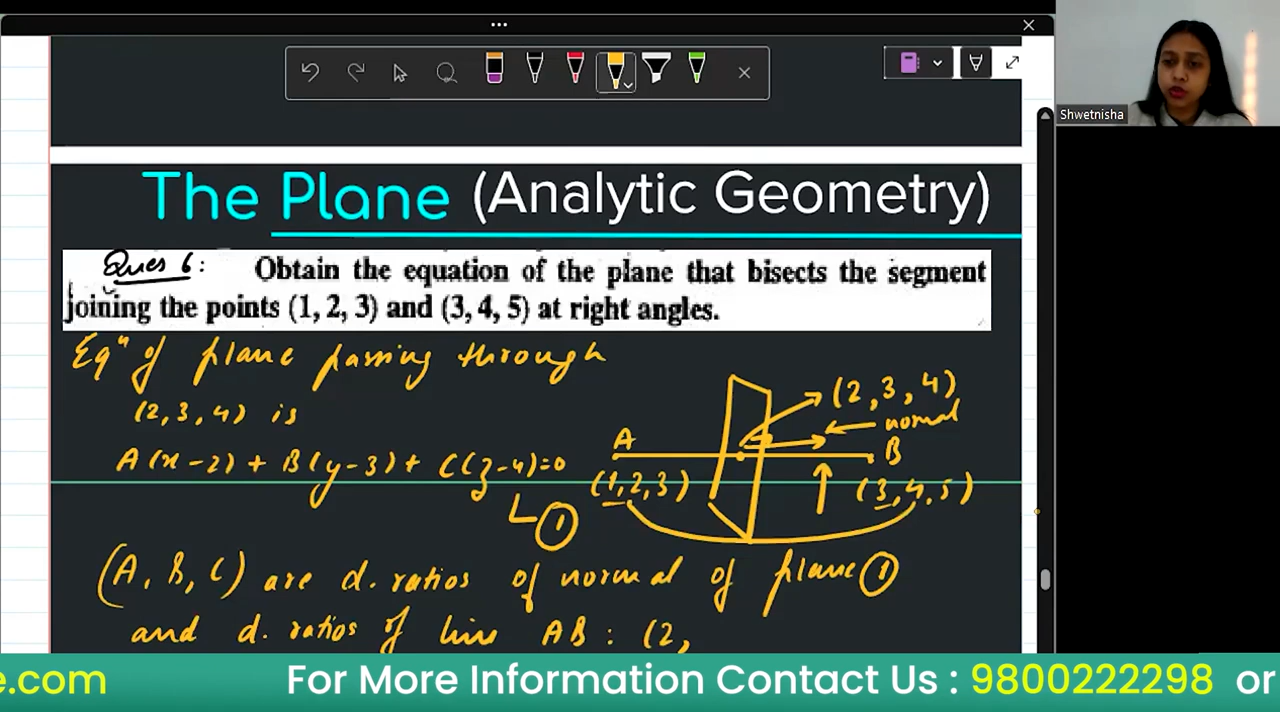 Shwetnisha
The Plane (Analytic Geometry)
Ques 6: Obtain the equation of the plane that bisects the segment
joining the points (1, 2, 3) and (3, 4, 5) at right angles.
Eqn of plane passing through
(2, 3, 4) is
A(x-2) + B(y-3) + C(z-4)=0
1
(2, 3, 4)
normal
A
B
(1, 2, 3)
(3, 4, 5)
(A, B, C) are d. ratios of normal of plane 1
and d. ratios of line AB : (2,
e.com For More Information Contact Us : 9800222298 or